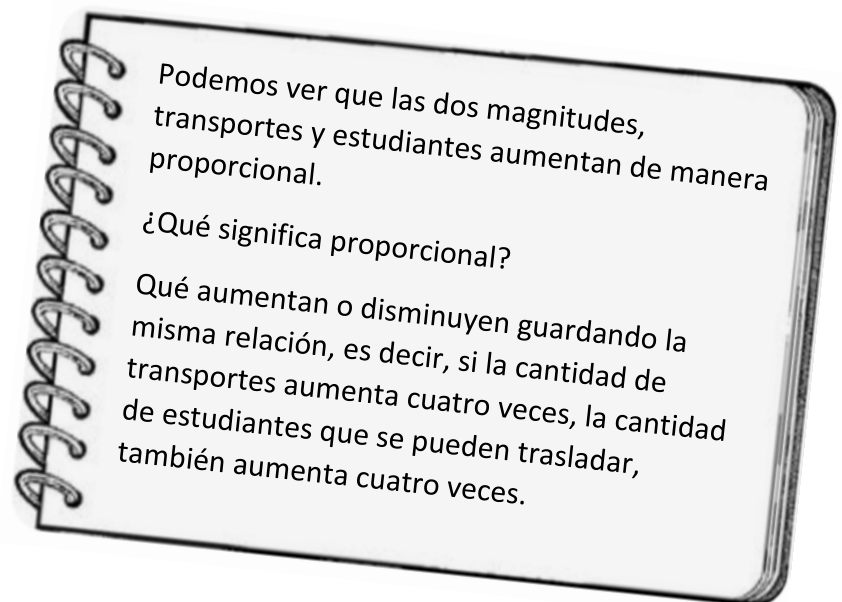 Podemos ver que las dos magnitudes,
transportes y estudiantes aumentan de manera
proporcional.
¿Qué significa proporcional?
Qué aumentan o disminuyen guardando la
misma relación, es decir, si la cantidad de
transportes aumenta cuatro veces, la cantidad
de estudiantes que se pueden trasladar,
también aumenta cuatro veces.